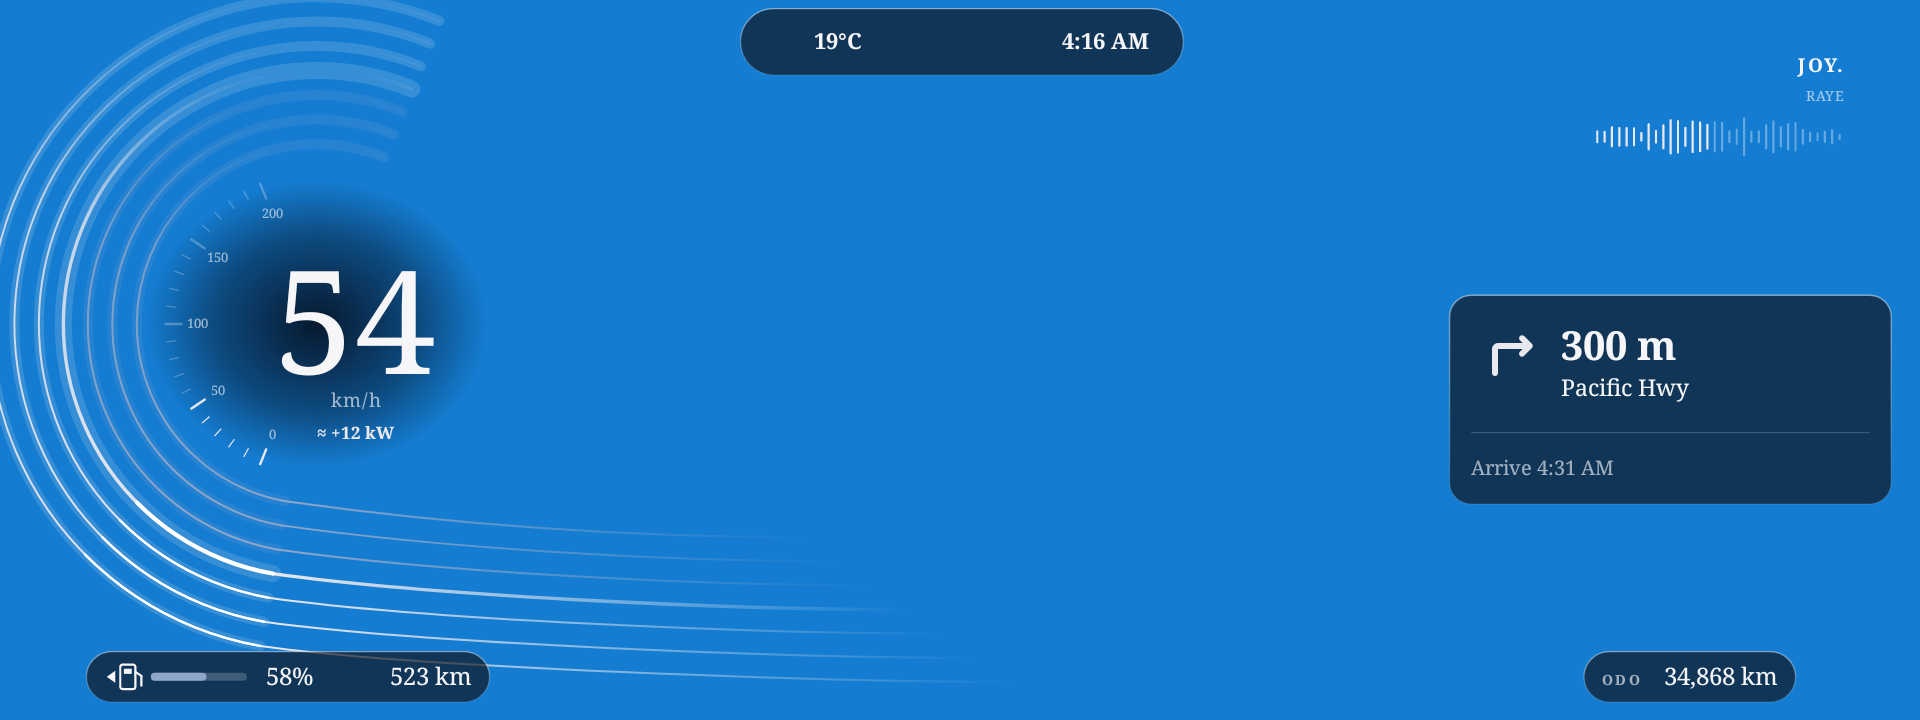 19°C 4:16 AM
JOY.
RAYE
200
150
100
50
0
54
km/h
≈ +12 kW
300 m
Pacific Hwy
Arrive 4:31 AM
58% 523 km
ODO 34,868 km